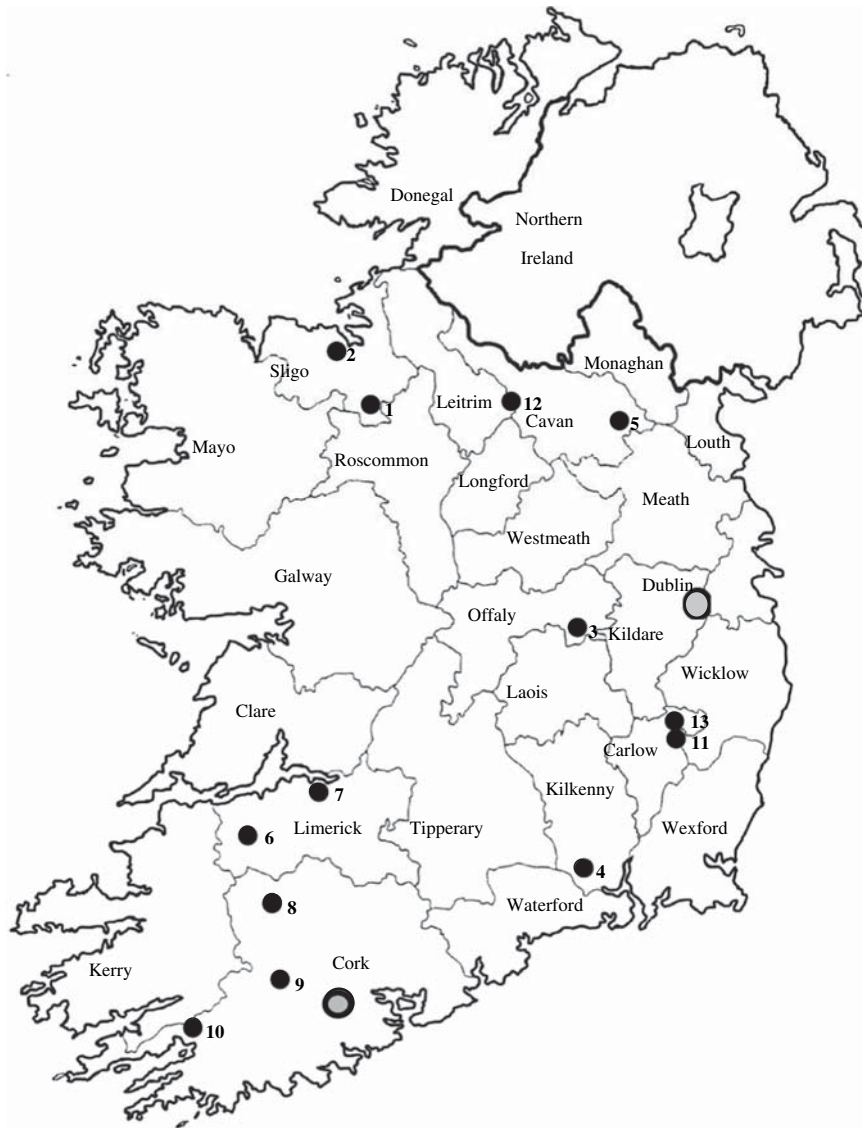 Donegal
Northern
Ireland
Monaghan
2
Sligo
Leitrim
1
12
Cavan
5
Mayo
Louth
Roscommon
Longford
Meath
Westmeath
Galway
Dublin
Offaly
3
Kildare
Wicklow
Laois
Clare
13
Carlow
11
Kilkenny
7
Limerick
Tipperary
Wexford
6
4
8
Waterford
Kerry
Cork
9
10